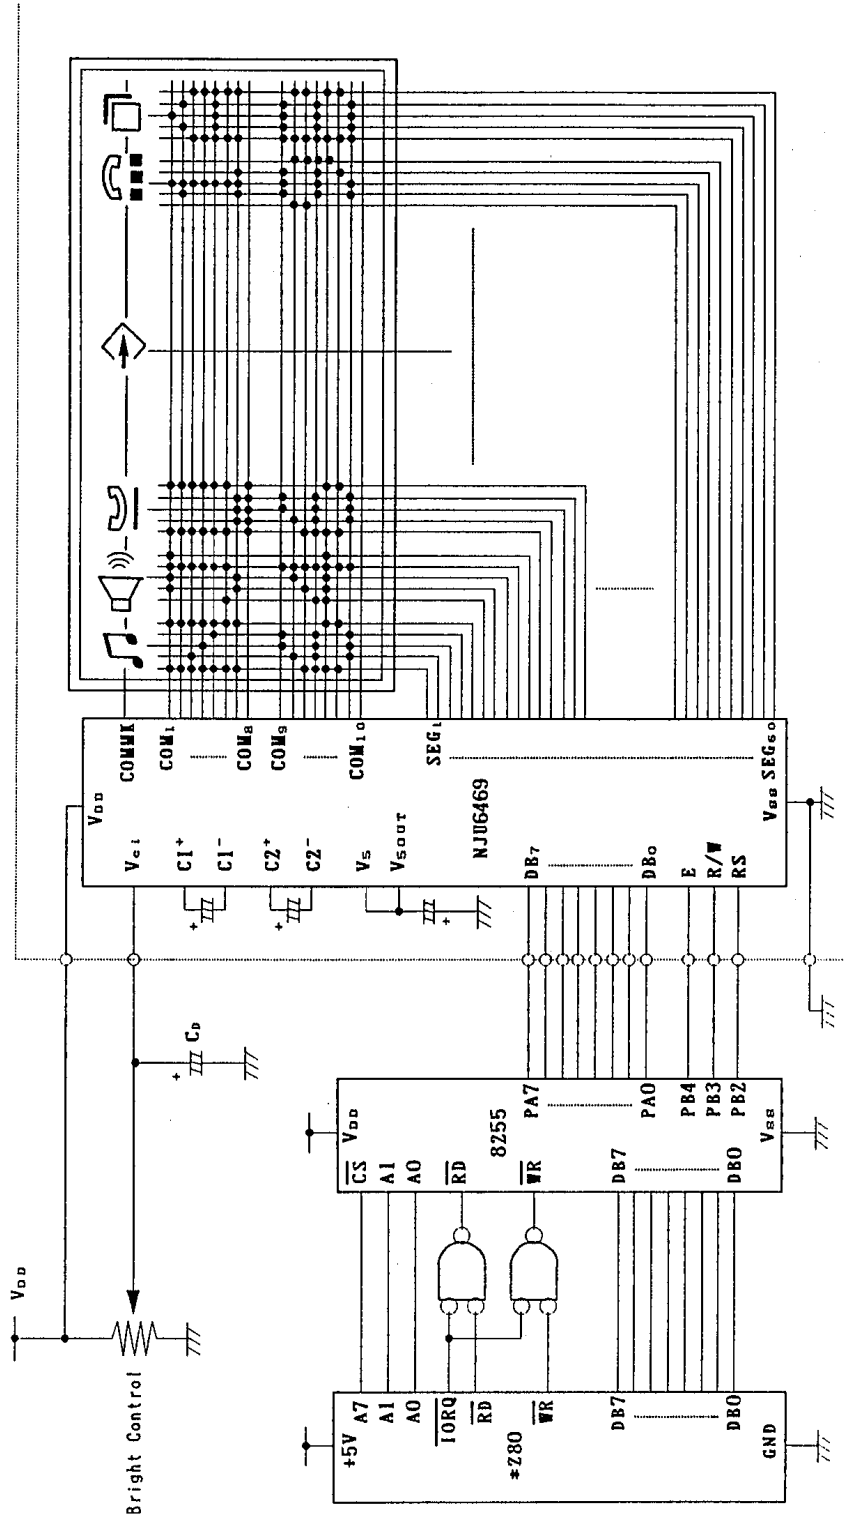 COMMK
COM1
COM8
COM9
COM10
SEG1
SEG60
VDD
Vci
C1+
C1-
C2+
C2-
V5
V5OUT
NJU6469
DB7
DB0
E
R/W
RS
VSS
+
+
+
+
CD
VDD
Bright Control
VDD
CS
A1
A0
RD
WR
8255
PA7
PA0
PB4
PB3
PB2
DB7
DB0
VSS
+5V
A7
A1
A0
IORQ
RD
WR
*Z80
DB7
DB0
GND